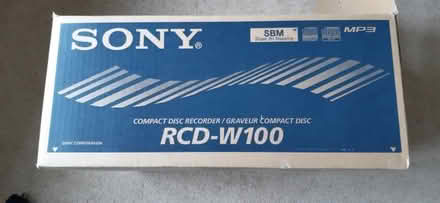 SONY®
SBM
Super Bit Mapping
MP3
COMPACT DISC RECORDER / GRAVEUR COMPACT DISC
RCD-W100
SONY CORPORATION